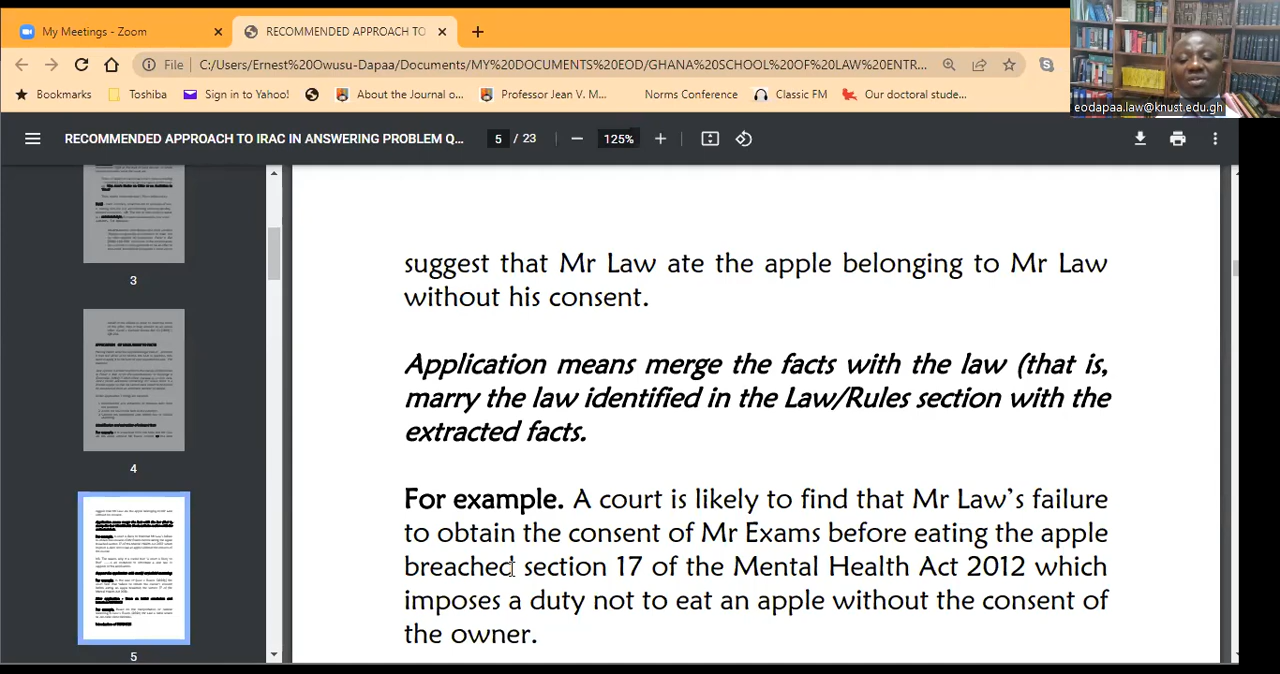 My Meetings - Zoom
RECOMMENDED APPROACH TO
File
C:/Users/Ernest%20Owusu-Dapaa/Documents/MY%20DOCUMENTS%20EOD/GHANA%20SCHOOL%20OF%20LAW%20ENTR...
Bookmarks
Toshiba
Sign in to Yahoo!
About the Journal o...
Professor Jean V. M...
Norms Conference
Classic FM
Our doctoral stude...
eodapaa.law@knust.edu.gh
RECOMMENDED APPROACH TO IRAC IN ANSWERING PROBLEM Q...
5 / 23
125%
3
4
5
suggest that Mr Law ate the apple belonging to Mr Law
without his consent.
Application means merge the facts with the law (that is,
marry the law identified in the Law/Rules section with the
extracted facts.
For example. A court is likely to find that Mr Law's failure
to obtain the consent of Mr Exams before eating the apple
breached section 17 of the Mental Health Act 2012 which
imposes a duty not to eat an apple without the consent of
the owner.